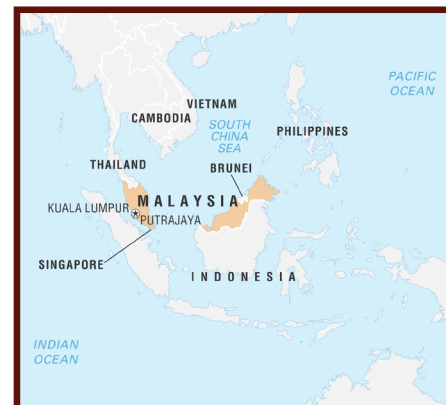 PACIFIC
OCEAN
VIETNAM
CAMBODIA
SOUTH
CHINA
SEA
PHILIPPINES
THAILAND
BRUNEI
MALAYSIA
KUALA LUMPUR
PUTRAJAYA
SINGAPORE
INDONESIA
INDIAN
OCEAN